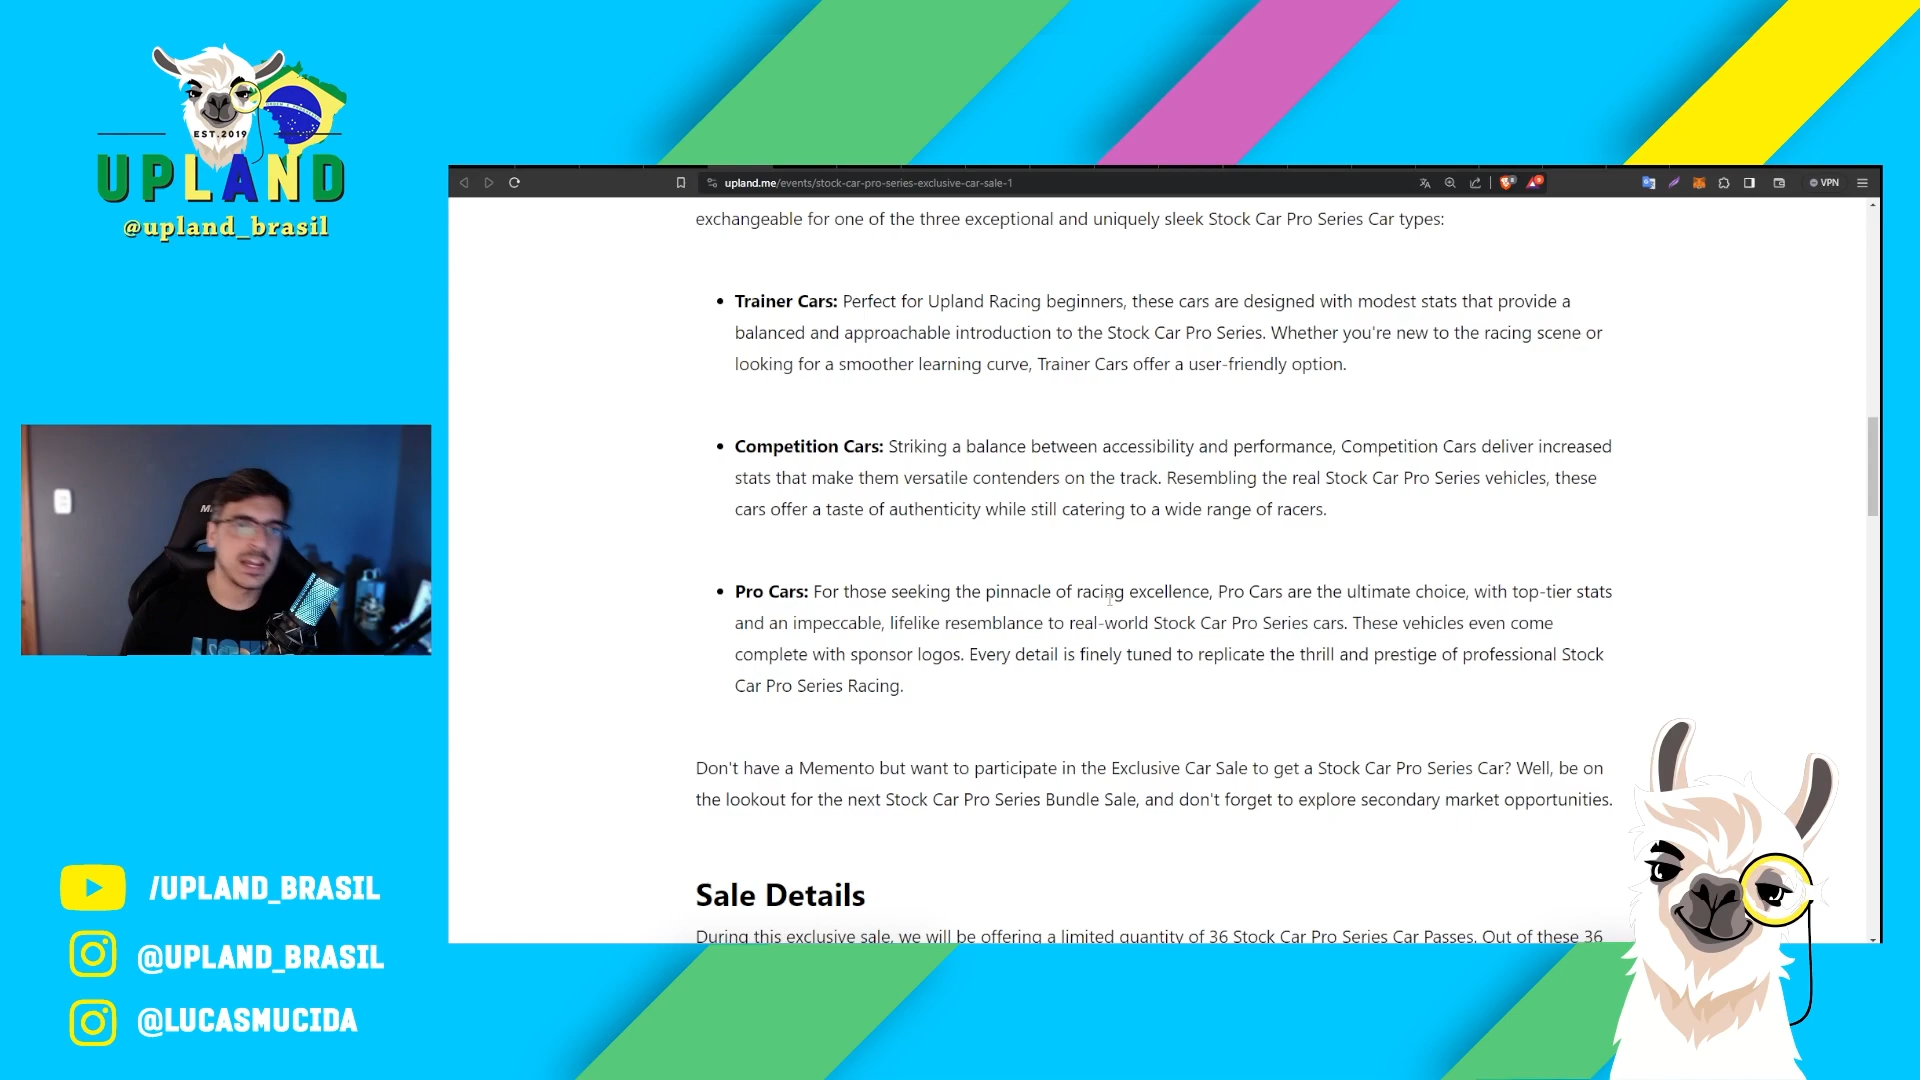 EST.2019
UPLAND
@upland_brasil
upland.me/events/stock-car-pro-series-exclusive-car-sale-1
VPN
exchangeable for one of the three exceptional and uniquely sleek Stock Car Pro Series Car types:
Trainer Cars: Perfect for Upland Racing beginners, these cars are designed with modest stats that provide a
balanced and approachable introduction to the Stock Car Pro Series. Whether you're new to the racing scene or
looking for a smoother learning curve, Trainer Cars offer a user-friendly option.
Competition Cars: Striking a balance between accessibility and performance, Competition Cars deliver increased
stats that make them versatile contenders on the track. Resembling the real Stock Car Pro Series vehicles, these
cars offer a taste of authenticity while still catering to a wide range of racers.
Pro Cars: For those seeking the pinnacle of racing excellence, Pro Cars are the ultimate choice, with top-tier stats
and an impeccable, lifelike resemblance to real-world Stock Car Pro Series cars. These vehicles even come
complete with sponsor logos. Every detail is finely tuned to replicate the thrill and prestige of professional Stock
Car Pro Series Racing.
Don't have a Memento but want to participate in the Exclusive Car Sale to get a Stock Car Pro Series Car? Well, be on
the lookout for the next Stock Car Pro Series Bundle Sale, and don't forget to explore secondary market opportunities.
Sale Details
During this exclusive sale, we will be offering a limited quantity of 36 Stock Car Pro Series Car Passes. Out of these 36
/UPLAND_BRASIL
@UPLAND_BRASIL
@LUCASMUCIDA